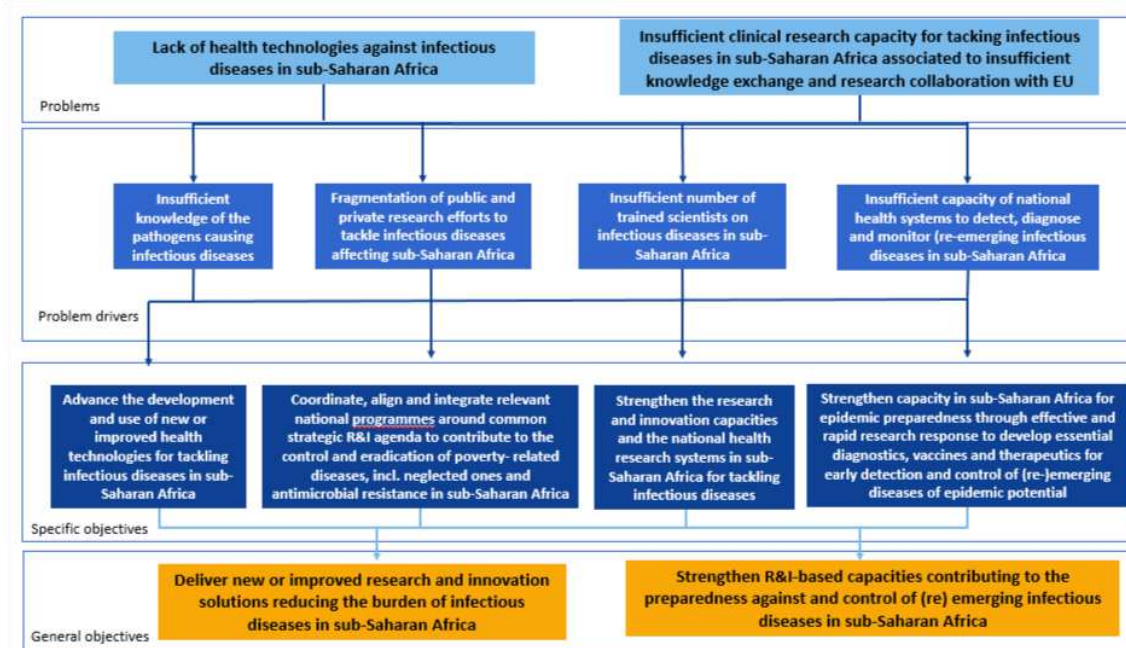 Lack of health technologies against infectious
diseases in sub-Saharan Africa
Insufficient clinical research capacity for tacking infectious
diseases in sub-Saharan Africa associated to insufficient
knowledge exchange and research collaboration with EU
Problems
Insufficient
knowledge of the
pathogens causing
infectious diseases
Fragmentation of public and
private research efforts to
tackle infectious diseases
affecting sub-Saharan Africa
Insufficient number of
trained scientists on
infectious diseases in sub-
Saharan Africa
Insufficient capacity of national
health systems to detect, diagnose
and monitor (re-emerging infectious
diseases in sub-Saharan Africa
Problem drivers
Advance the development
and use of new or
improved health
technologies for tackling
infectious diseases in sub-
Saharan Africa
Coordinate, align and integrate relevant
national programmes around common
strategic R&I agenda to contribute to the
control and eradication of poverty- related
diseases, incl. neglected ones and
antimicrobial resistance in sub-Saharan Africa
Strengthen the research
and innovation capacities
and the national health
research systems in sub-
Saharan Africa for tackling
infectious diseases
Strengthen capacity in sub-Saharan Africa for
epidemic preparedness through effective and
rapid research response to develop essential
diagnostics, vaccines and therapeutics for
early detection and control of (re-)emerging
diseases of epidemic potential
Specific objectives
Deliver new or improved research and innovation
solutions reducing the burden of infectious
diseases in sub-Saharan Africa
Strengthen R&I-based capacities contributing to the
preparedness against and control of (re) emerging infectious
diseases in sub-Saharan Africa
General objectives